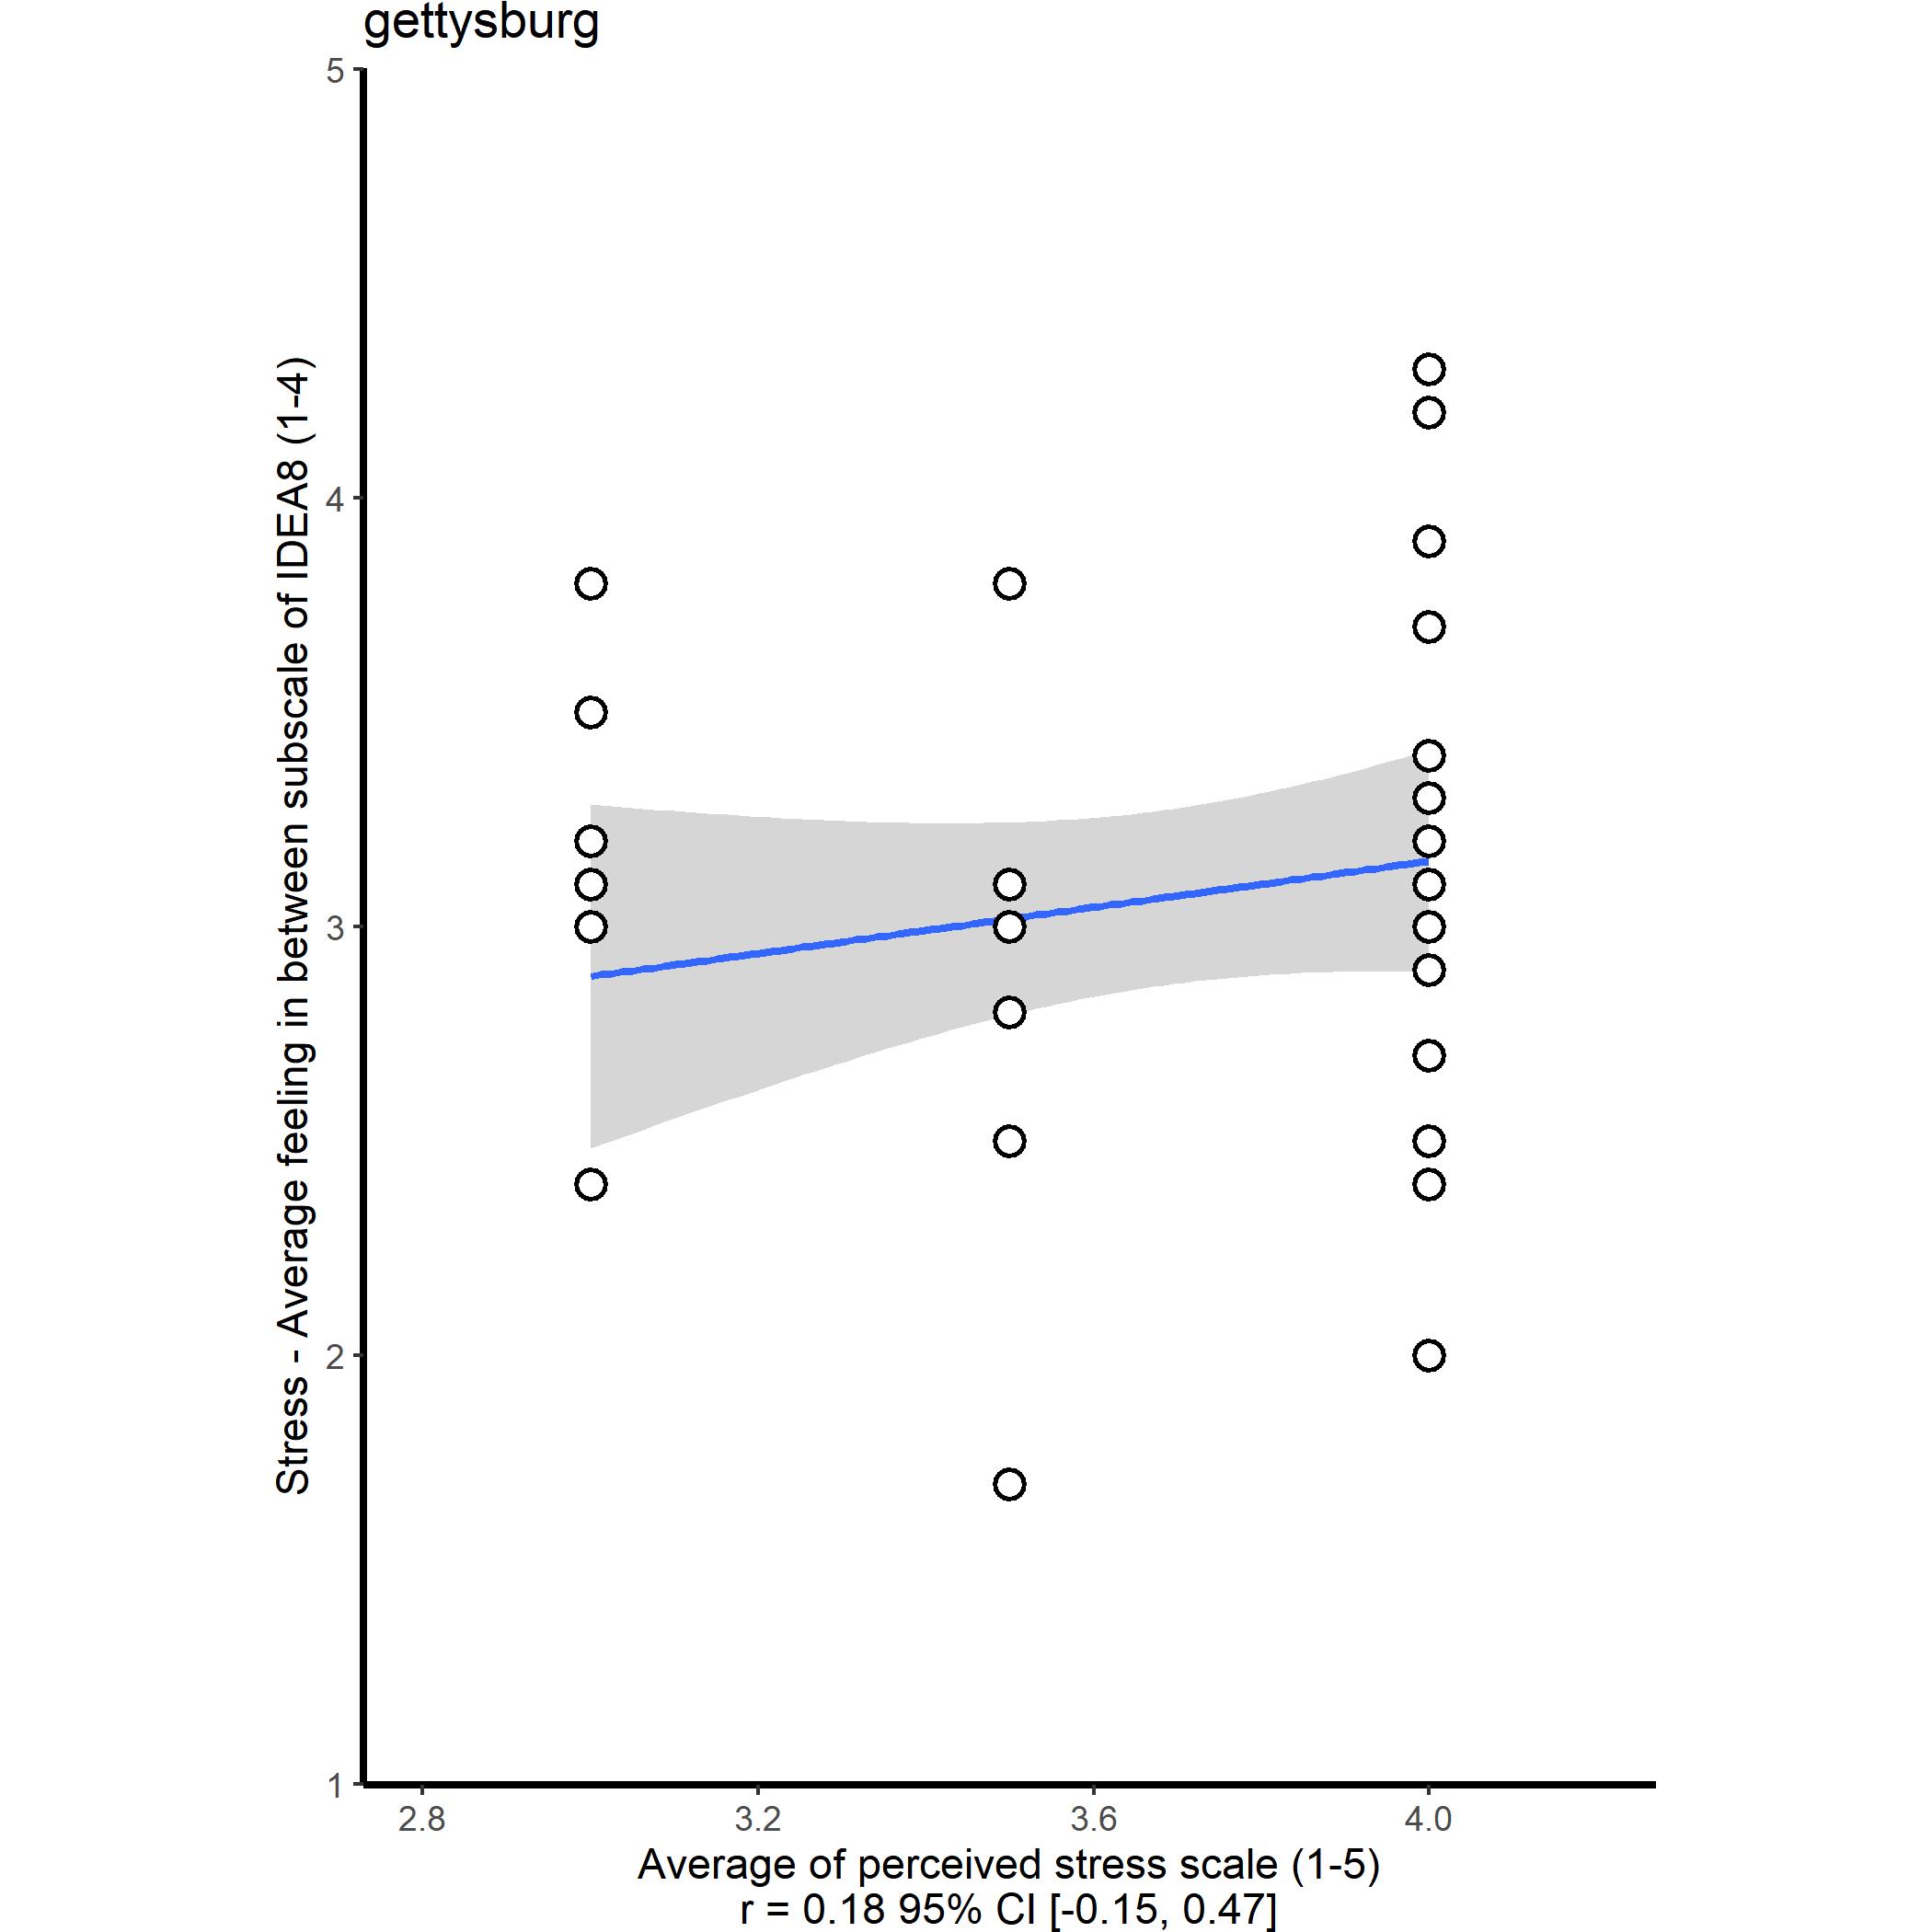 gettysburg
5
4
3
2
1
Stress - Average feeling in between subscale of IDEA8 (1-4)
2.8 3.2 3.6 4.0
Average of perceived stress scale (1-5)
r = 0.18 95% CI [-0.15, 0.47]